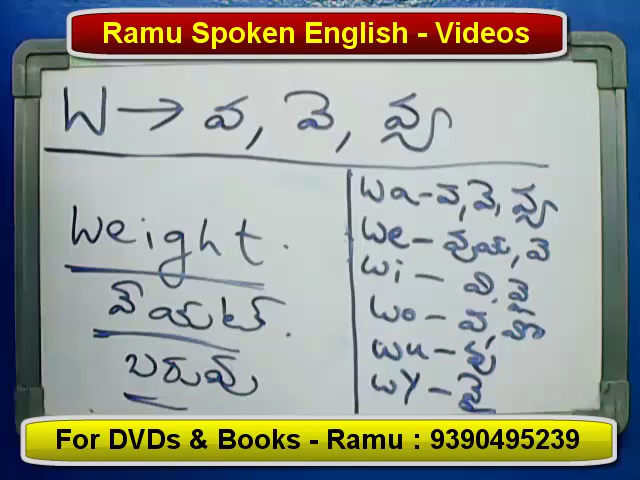 Ramu Spoken English - Videos
W → వ, వె, వ్యు
Weight.
వేయిట్.
బరువు
Wa - వ, వె, వ్యు
We - వుయ్, వె
Wi - వి, వై
Wo - వొ, వూ
Wu - వు
Wy - వై
For DVDs & Books - Ramu : 9390495239